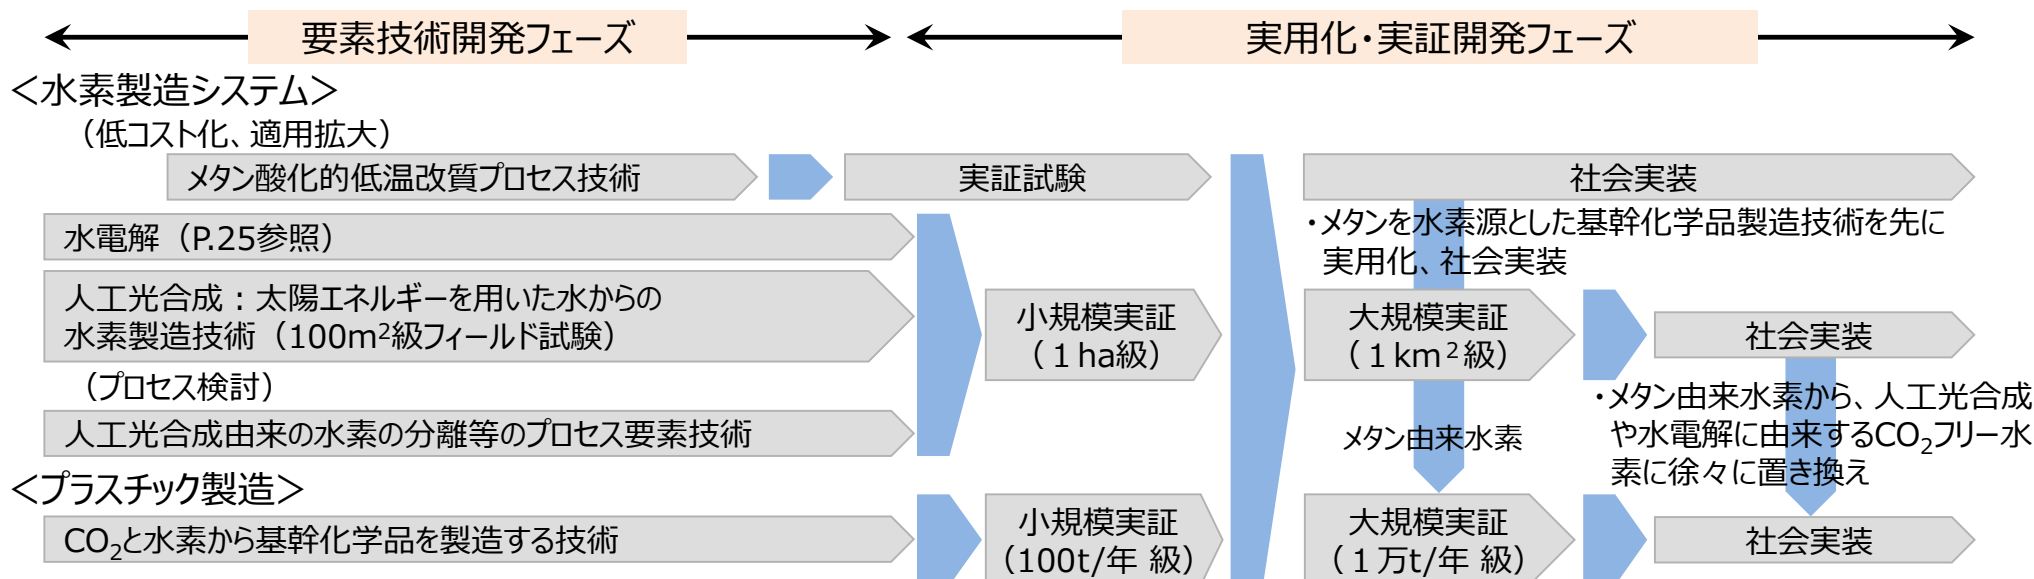 要素技術開発フェーズ
実用化・実証開発フェーズ
＜水素製造システム＞
（低コスト化、適用拡大）
メタン酸化的低温改質プロセス技術
実証試験
社会実装
水電解（P.25参照）
・メタンを水素源とした基幹化学品製造技術を先に
実用化、社会実装
人工光合成：太陽エネルギーを用いた水からの
水素製造技術（100m²級フィールド試験）
小規模実証
（１ha級）
大規模実証
（１km²級）
社会実装
（プロセス検討）
人工光合成由来の水素の分離等のプロセス要素技術
メタン由来水素
・メタン由来水素から、人工光合成
や水電解に由来するCO₂フリー水
素に徐々に置き換え
＜プラスチック製造＞
CO₂と水素から基幹化学品を製造する技術
小規模実証
（100t/年 級）
大規模実証
（１万t/年 級）
社会実装